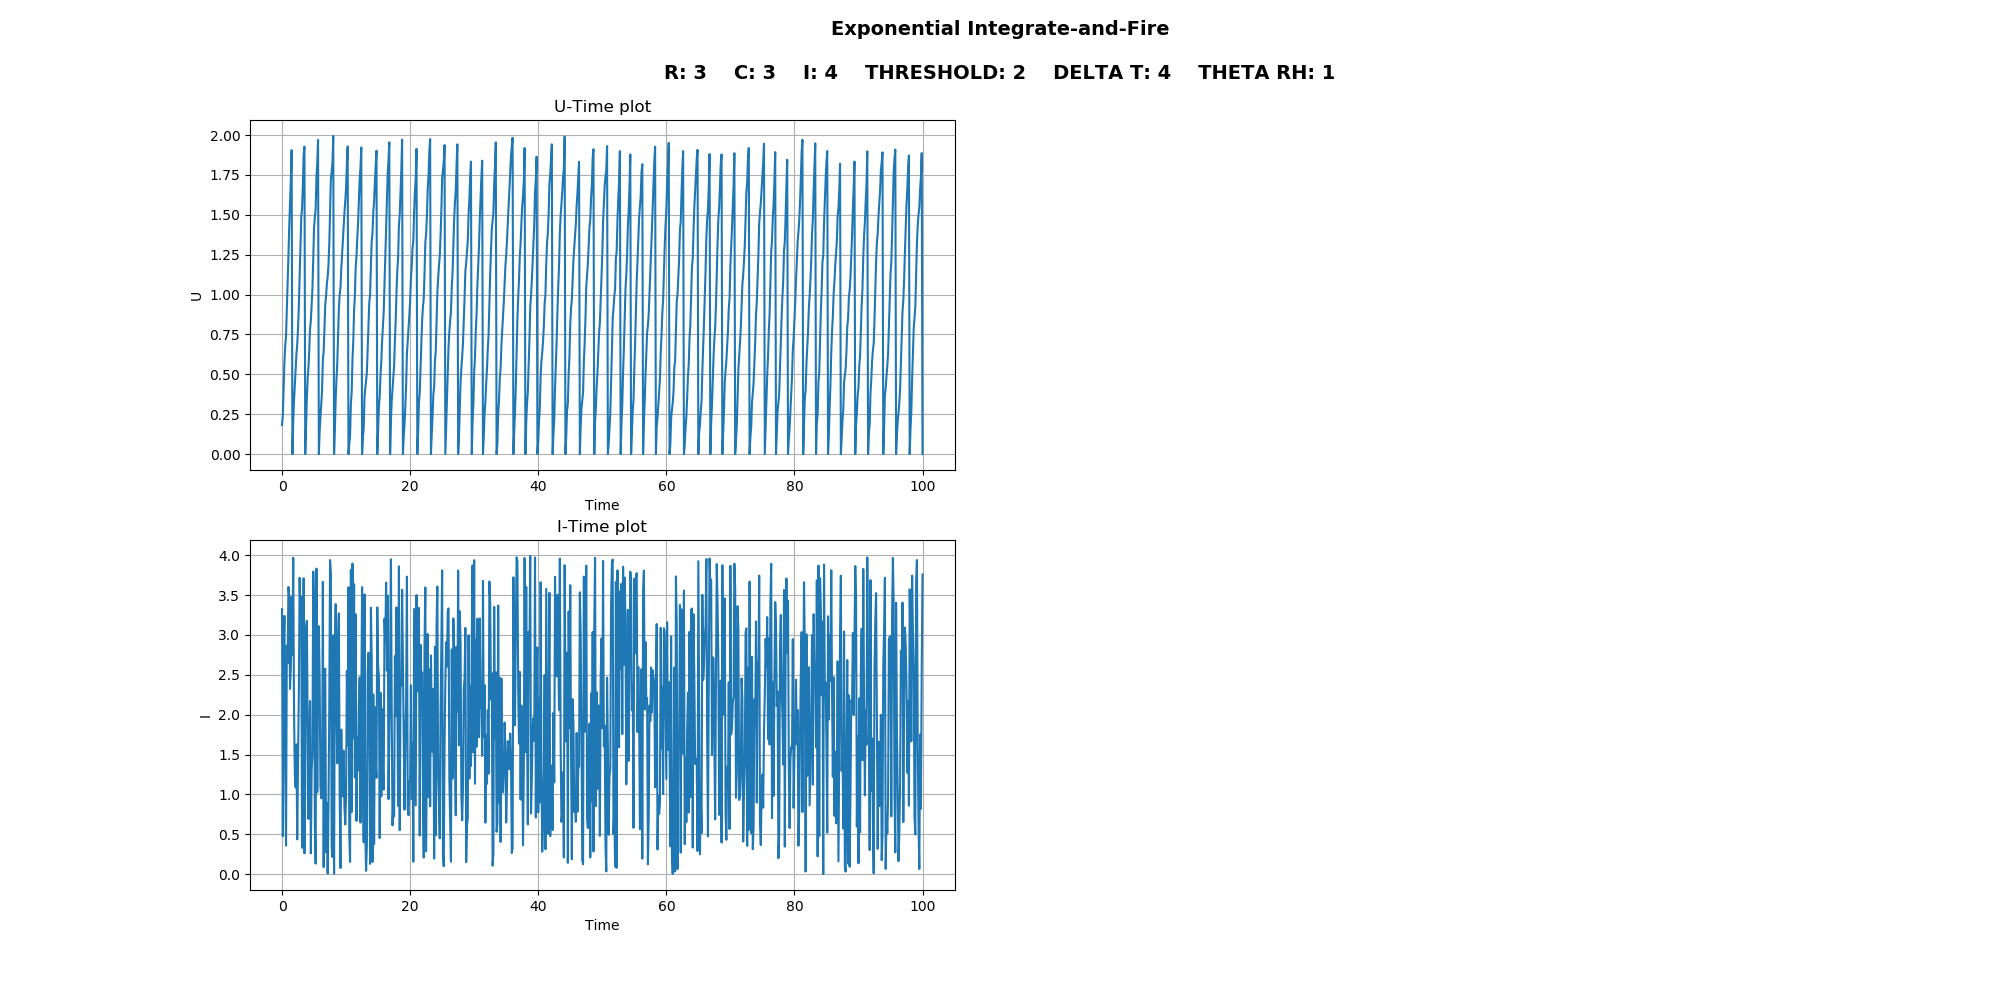 Exponential Integrate-and-Fire
R: 3    C: 3    I: 4    THRESHOLD: 2    DELTA T: 4    THETA RH: 1
U-Time plot
2.00
1.75
1.50
1.25
1.00
0.75
0.50
0.25
0.00
U
0 20 40 60 80 100
Time
I-Time plot
4.0
3.5
3.0
2.5
2.0
1.5
1.0
0.5
0.0
I
0 20 40 60 80 100
Time